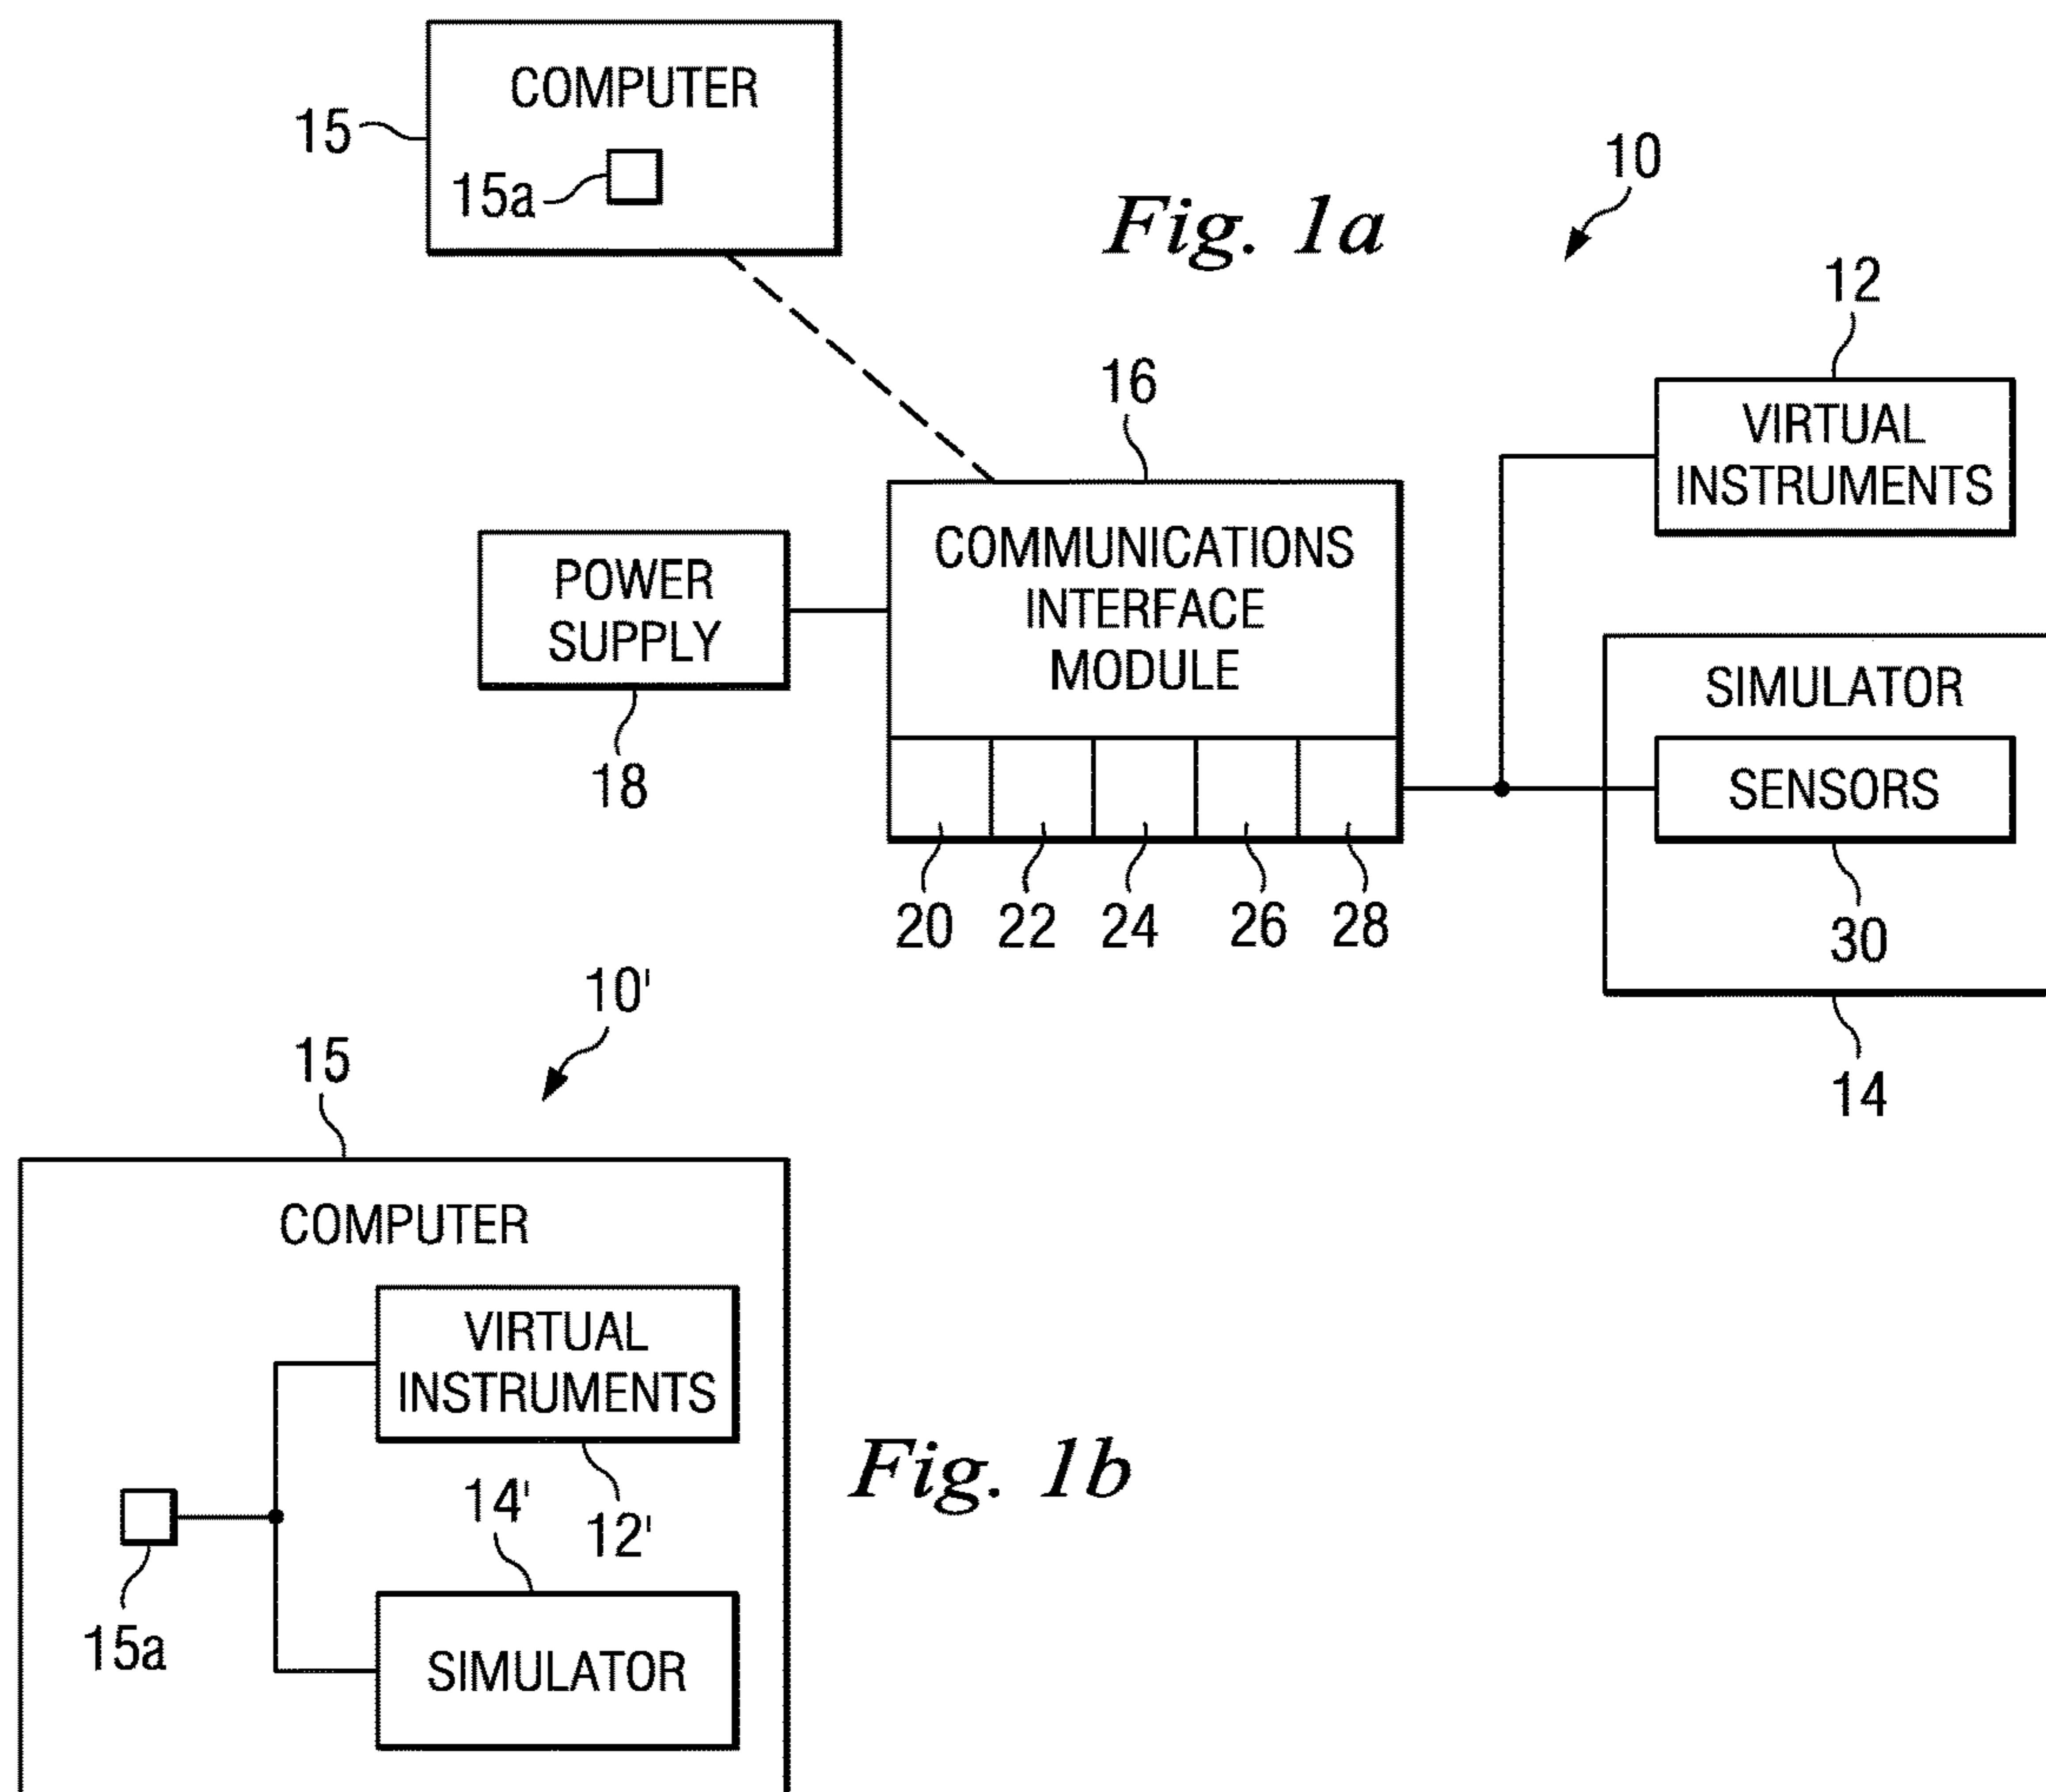 COMPUTER
15
15a
Fig. 1a
10
12
VIRTUAL
INSTRUMENTS
16
COMMUNICATIONS
INTERFACE
MODULE
POWER
SUPPLY
18
SIMULATOR
SENSORS
20 22 24 26 28
30
14
10'
15
COMPUTER
VIRTUAL
INSTRUMENTS
Fig. 1b
14'
12'
15a
SIMULATOR